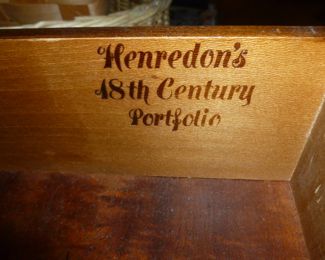 Henredon's
18th Century
Portfolio